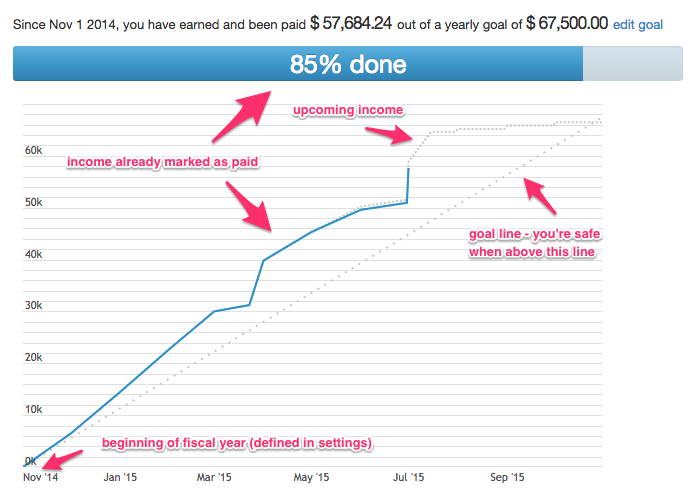 Since Nov 1 2014, you have earned and been paid $ 57,684.24 out of a yearly goal of $ 67,500.00 edit goal
85% done
upcoming income
60k
income already marked as paid
50k
goal line - you're safe
when above this line
40k
30k
20k
10k
beginning of fiscal year (defined in settings)
0k
Nov '14 Jan '15 Mar '15 May '15 Jul '15 Sep '15